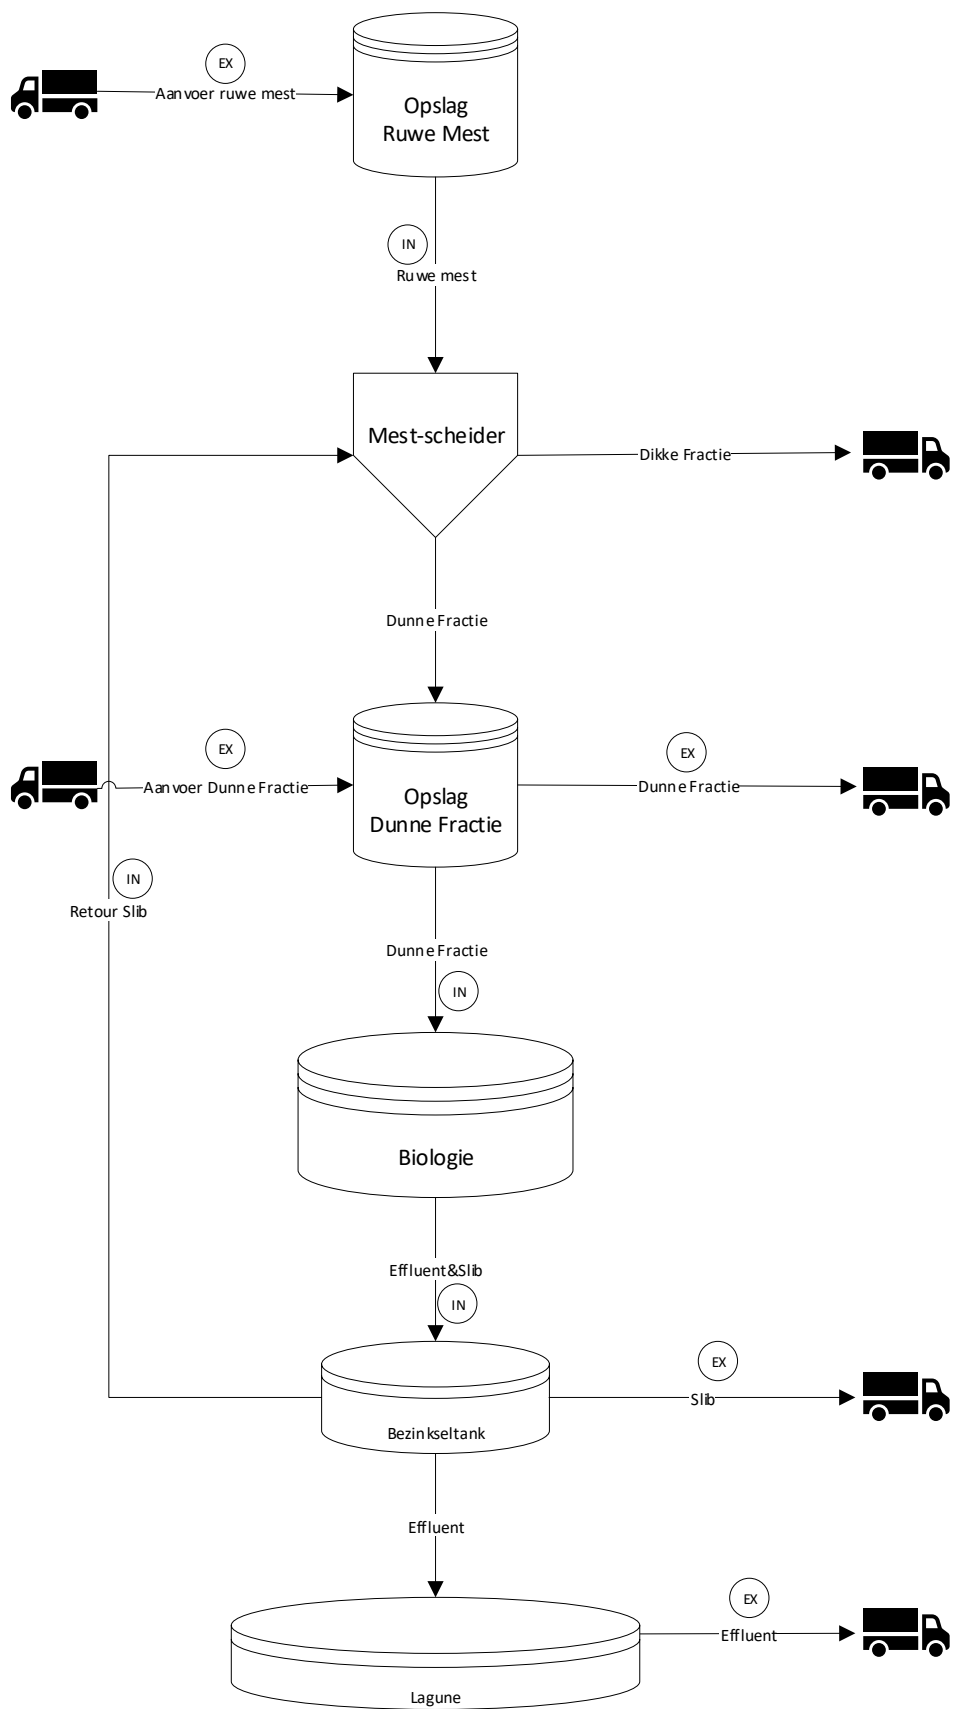 EX
Aanvoer ruwe mest
Opslag
Ruwe Mest
IN
Ruwe mest
Mest-scheider
Dikke Fractie
Dunne Fractie
EX
Aanvoer Dunne Fractie
Opslag
Dunne Fractie
EX
Dunne Fractie
IN
Retour Slib
Dunne Fractie
IN
Biologie
Effluent&Slib
IN
EX
Slib
Bezinkseltank
Effluent
EX
Effluent
Lagune